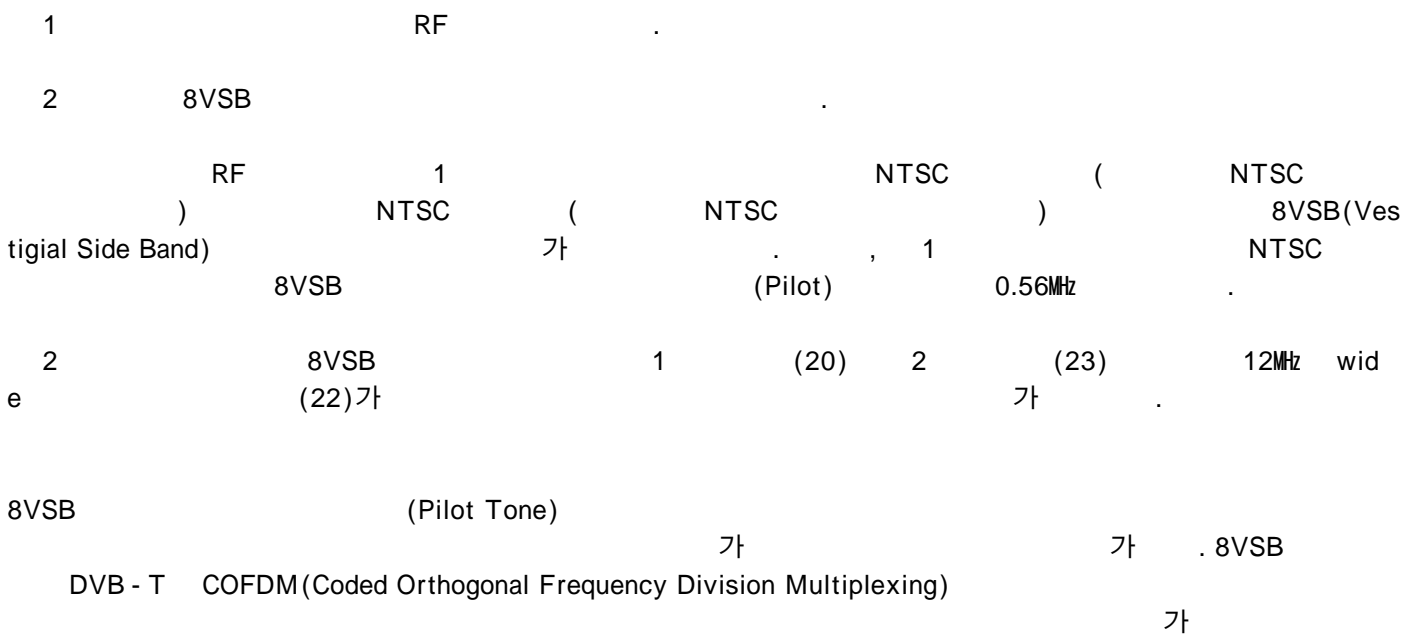 1 RF .
2 8VSB .
RF 1 NTSC ( NTSC
) NTSC ( NTSC ) 8VSB(Ves
tigial Side Band) 가 . , 1 NTSC
8VSB (Pilot) 0.56㎒ .
2 8VSB 1 (20) 2 (23) 12㎒ wid
e (22)가 가 .
8VSB (Pilot Tone)
가 가 . 8VSB
DVB - T COFDM(Coded Orthogonal Frequency Division Multiplexing)
가